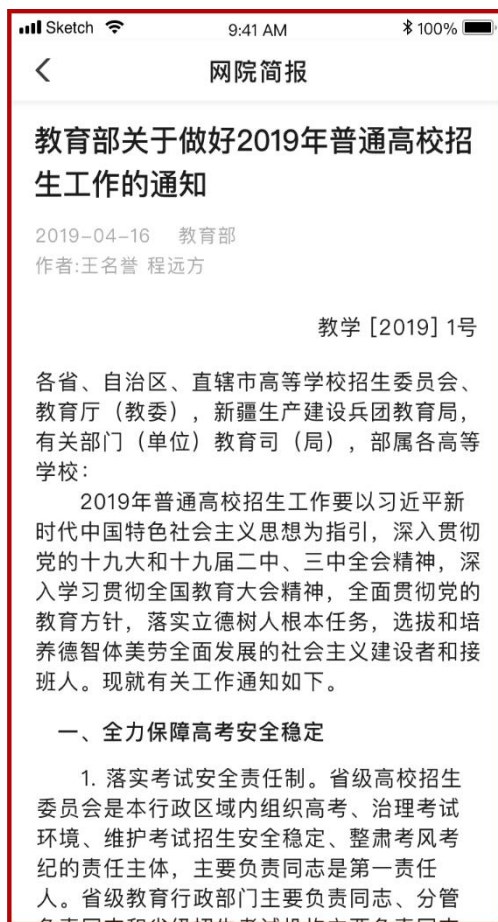 Sketch 9:41 AM 100%
网院简报
教育部关于做好2019年普通高校招
生工作的通知
2019-04-16 教育部
作者:王名誉 程远方
教学 [2019] 1号
各省、自治区、直辖市高等学校招生委员会、
教育厅（教委），新疆生产建设兵团教育局，
有关部门（单位）教育司（局），部属各高等
学校：
2019年普通高校招生工作要以习近平新
时代中国特色社会主义思想为指引，深入贯彻
党的十九大和十九届二中、三中全会精神，深
入学习贯彻全国教育大会精神，全面贯彻党的
教育方针，落实立德树人根本任务，选拔和培
养德智体美劳全面发展的社会主义建设者和接
班人。现就有关工作通知如下。
一、全力保障高考安全稳定
1. 落实考试安全责任制。省级高校招生
委员会是本行政区域内组织高考、治理考试
环境、维护考试招生安全稳定、整肃考风考
纪的责任主体，主要负责同志是第一责任
人。省级教育行政部门主要负责同志、分管